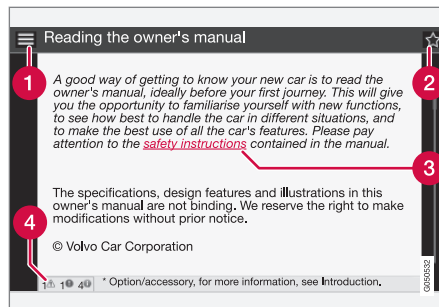 Reading the owner's manual
1
2
A good way of getting to know your new car is to read the
owner's manual, ideally before your first journey. This will give
you the opportunity to familiarise yourself with new functions,
to see how best to handle the car in different situations, and
to make the best use of all the car's features. Please pay
attention to the safety instructions contained in the manual.
3
The specifications, design features and illustrations in this
owner's manual are not binding. We reserve the right to make
modifications without prior notice.
4
© Volvo Car Corporation
1 1 4 * Option/accessory, for more information, see Introduction.
G050532